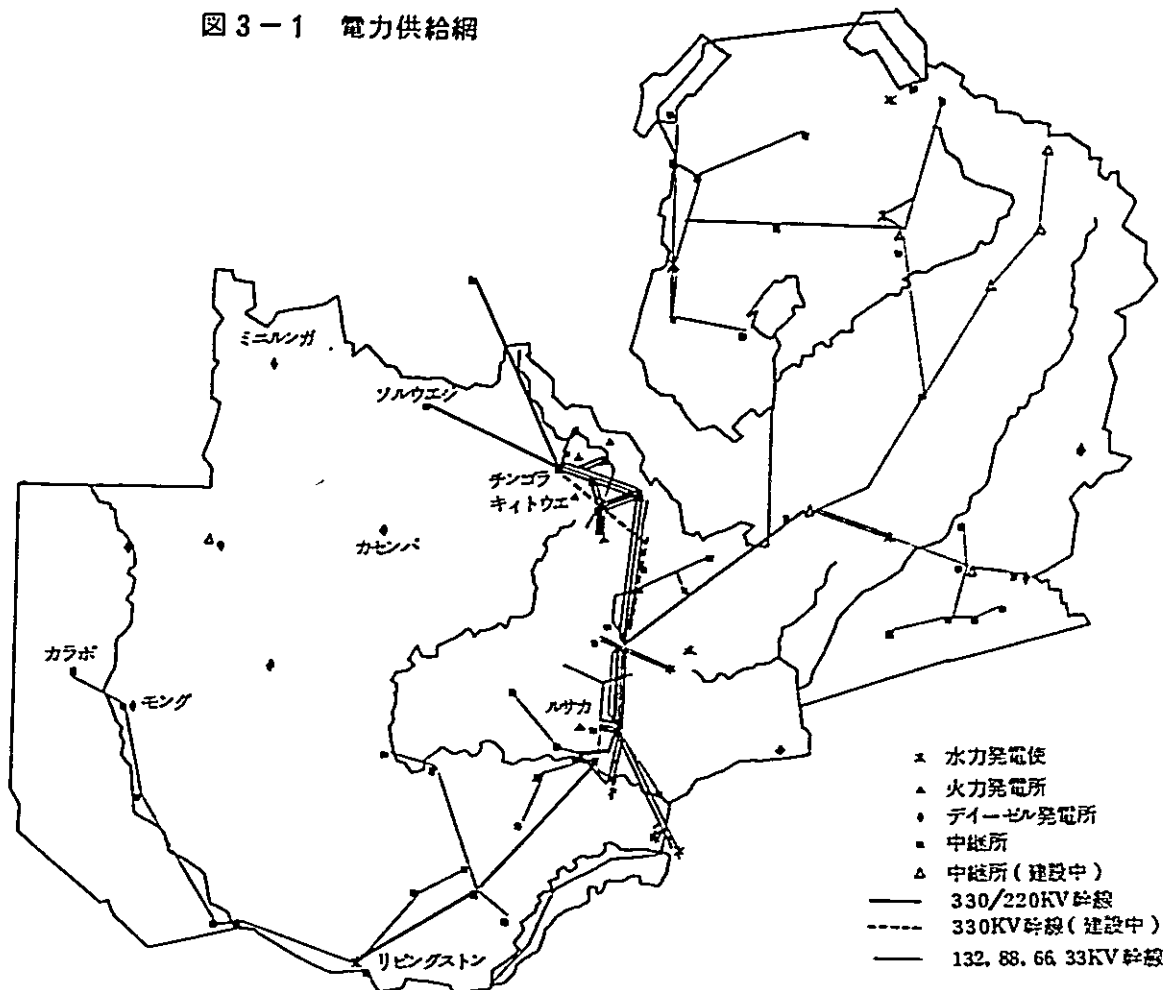 図3-1 電力供給網
ミニルンガ
ソルウエジ
チンゴラ
キィトウエ
カセンパ
カラボ
モング
ルサカ
リビングストン
水力発電使
火力発電所
デイーゼル発電所
中継所
中継所(建設中)
330/220KV幹線
330KV幹線(建設中)
132, 88, 66, 33KV幹線